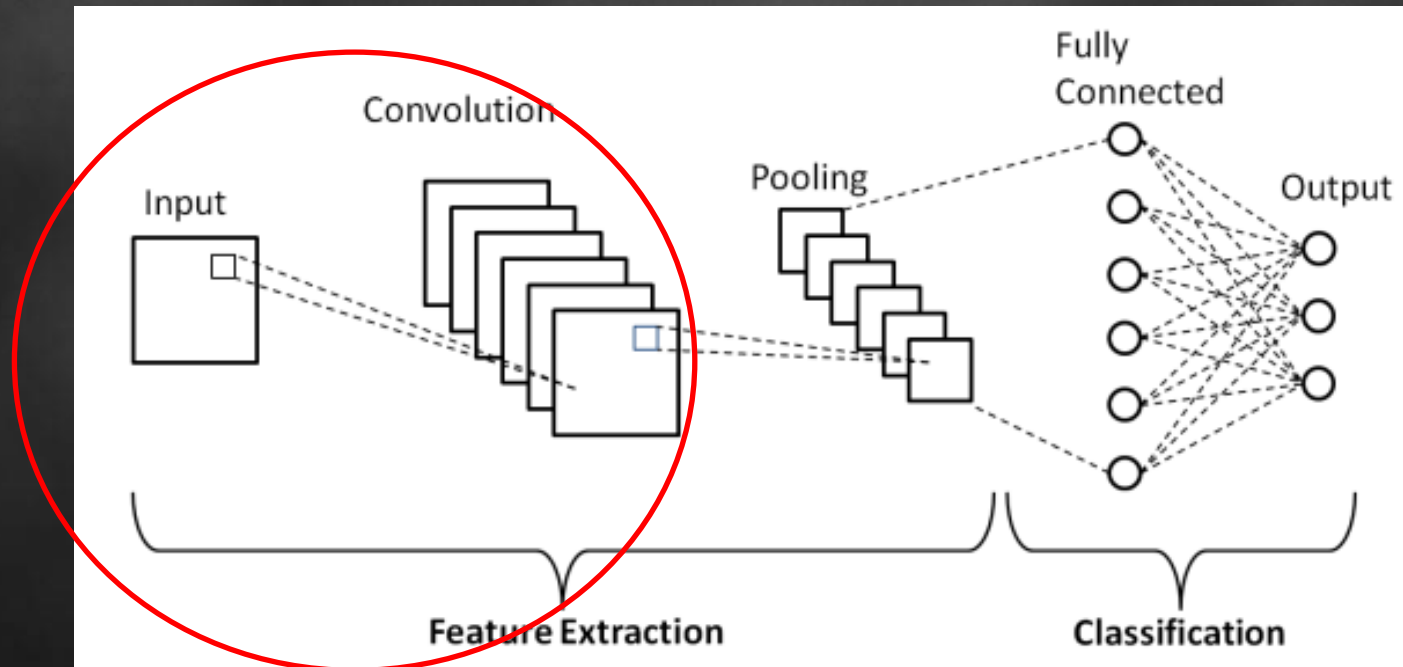 Input
Convolution
Pooling
Fully
Connected
Output
Feature Extraction
Classification